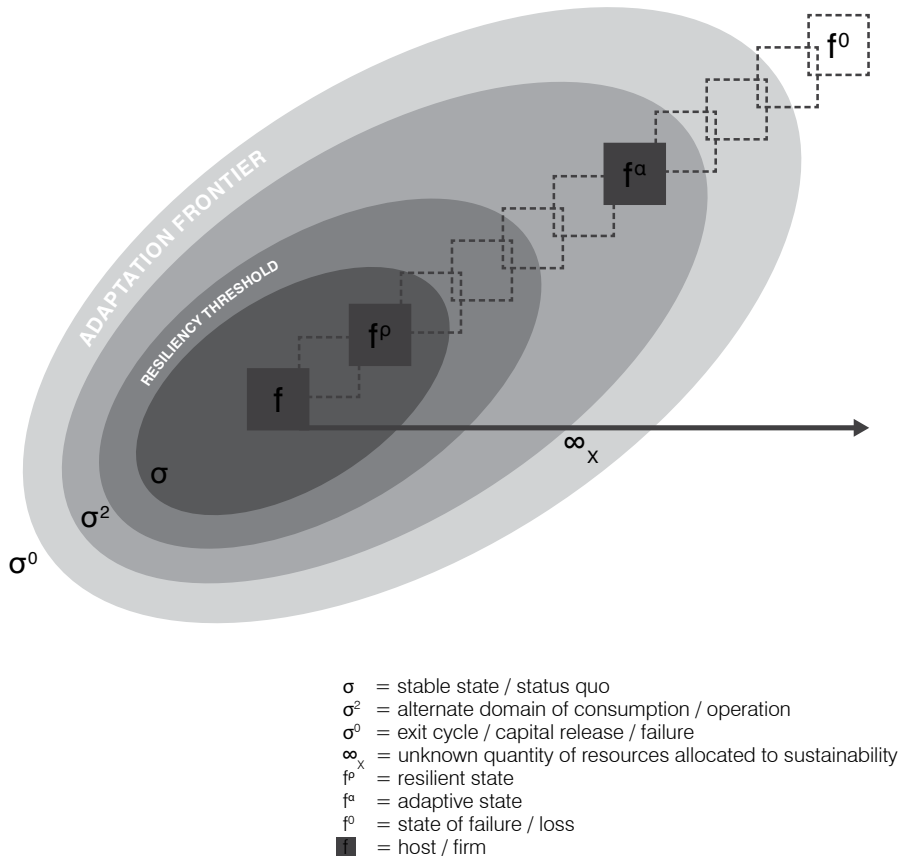 f⁰
fᵅ
ADAPTATION FRONTIER
RESILIENCY THRESHOLD
fᵖ
f
∞ₓ
σ
σ²
σ⁰
σ = stable state / status quo
σ² = alternate domain of consumption / operation
σ⁰ = exit cycle / capital release / failure
∞ₓ = unknown quantity of resources allocated to sustainability
fᵖ = resilient state
fᵅ = adaptive state
f⁰ = state of failure / loss
f = host / firm